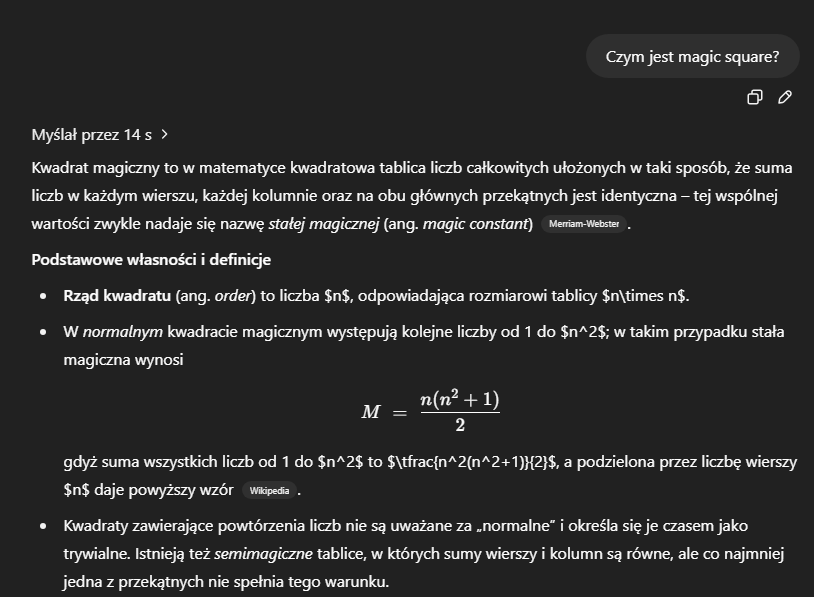 Czym jest magic square?
Myślał przez 14 s >
Kwadrat magiczny to w matematyce kwadratowa tablica liczb całkowitych ułożonych w taki sposób, że suma
liczb w każdym wierszu, każdej kolumnie oraz na obu głównych przekątnych jest identyczna – tej wspólnej
wartości zwykle nadaje się nazwę stałej magicznej (ang. magic constant) Merriam-Webster .
Podstawowe własności i definicje
• Rząd kwadratu (ang. order) to liczba $n$, odpowiadająca rozmiarowi tablicy $n\times n$.
• W normalnym kwadracie magicznym występują kolejne liczby od 1 do $n^2$; w takim przypadku stała
magiczna wynosi
M = n(n² + 1) / 2
gdyż suma wszystkich liczb od 1 do $n^2$ to $\tfrac{n^2(n^2+1)}{2}$, a podzielona przez liczbę wierszy
$n$ daje powyższy wzór Wikipedia .
• Kwadraty zawierające powtórzenia liczb nie są uważane za „normalne” i określa się je czasem jako
trywialne. Istnieją też semimagiczne tablice, w których sumy wierszy i kolumn są równe, ale co najmniej
jedna z przekątnych nie spełnia tego warunku.